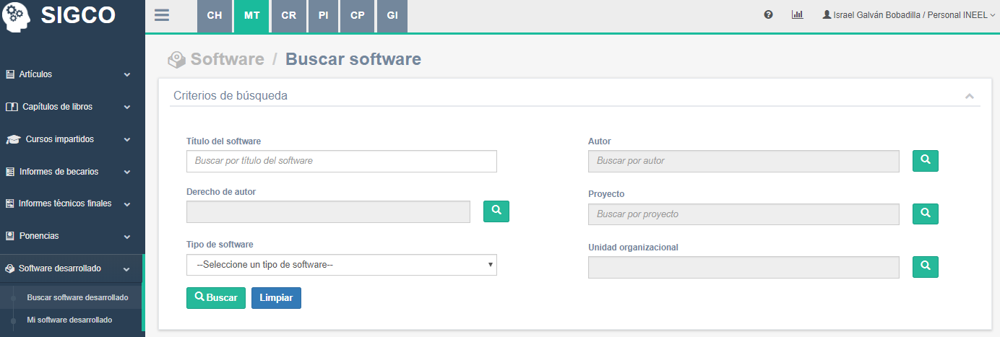 SIGCO
CH MT CR PI CP GI
Israel Galván Bobadilla / Personal INEEL
Artículos
Capítulos de libros
Cursos impartidos
Informes de becarios
Informes técnicos finales
Ponencias
Software desarrollado
Buscar software desarrollado
Mi software desarrollado
Software / Buscar software
Criterios de búsqueda
Título del software
Buscar por título del software
Autor
Buscar por autor
Derecho de autor
Proyecto
Buscar por proyecto
Tipo de software
--Seleccione un tipo de software--
Unidad organizacional
Buscar Limpiar